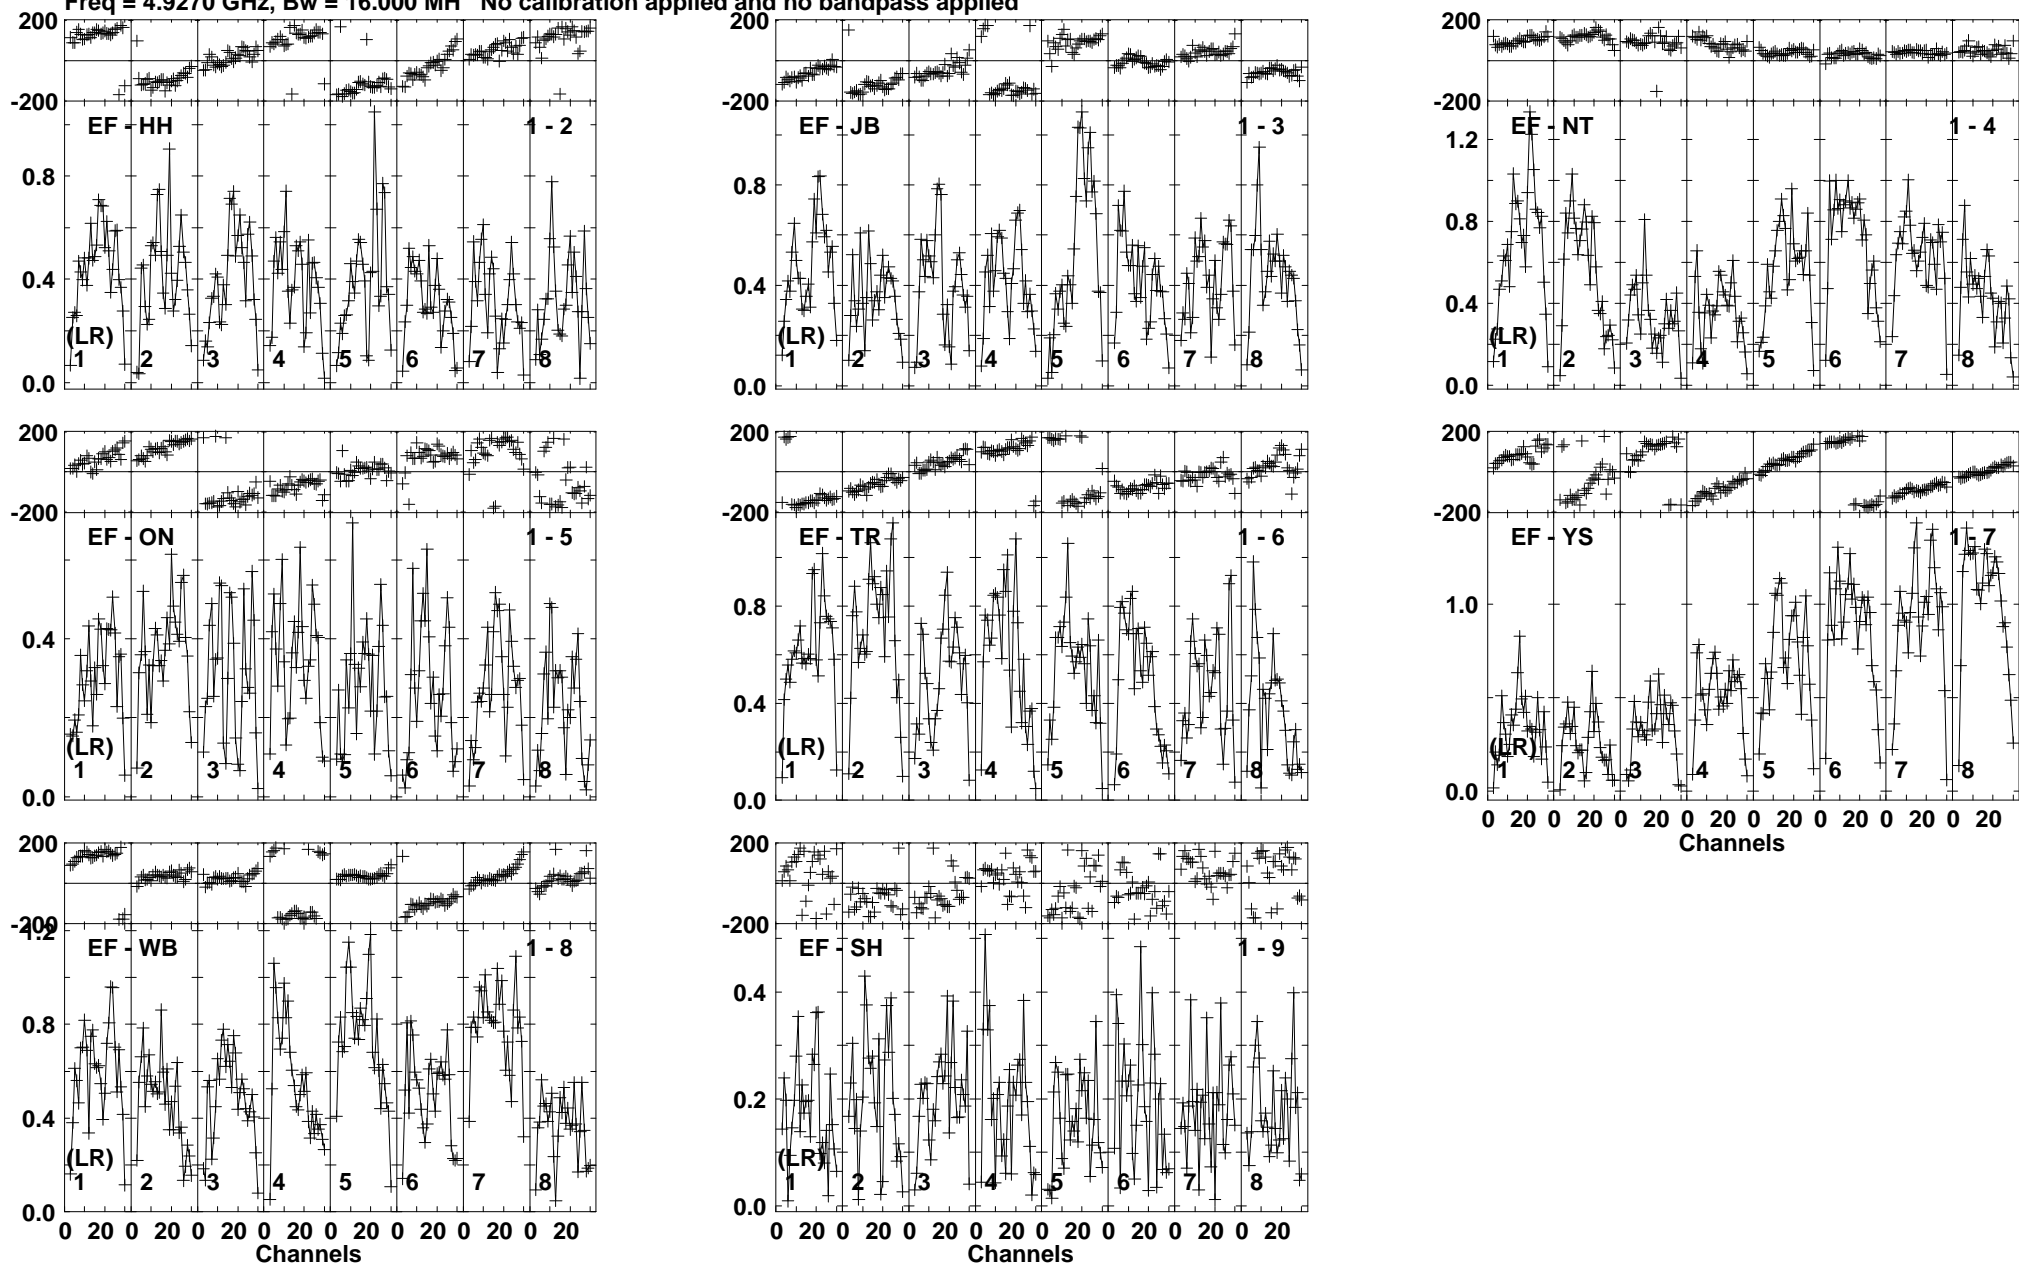 Freq = 4.9270 GHz, Bw = 16.000 MH No calibration applied and no bandpass applied
200 200 200
-200 -200 -200
EF - HH 1 - 2 EF - JB 1 - 3 EF - NT 1 - 4
1.2
0.8 0.8 0.8
0.4 0.4 0.4
(LR) (LR) (LR)
1 2 3 4 5 6 7 8 1 2 3 4 5 6 7 8 1 2 3 4 5 6 7 8
0.0 0.0 0.0
200 200 200
-200 -200 -200
EF - ON 1 - 5 EF - TR 1 - 6 EF - YS 1 - 7
0.8 1.0
0.4 0.4
(LR) (LR) (LR)
1 2 3 4 5 6 7 8 1 2 3 4 5 6 7 8 1 2 3 4 5 6 7 8
0.0 0.0 0.0
0 20 0 20 0 20 0 20 0 20 0 20 0 20 0 20
Channels
200 200
-200 -200
1.2
EF - WB 1 - 8 EF - SH 1 - 9
0.8 0.4
0.4 0.2
(LR) (LR)
1 2 3 4 5 6 7 8 1 2 3 4 5 6 7 8
0.0 0.0
0 20 0 20 0 20 0 20 0 20 0 20 0 20 0 20 0 20 0 20 0 20 0 20 0 20 0 20 0 20 0 20
Channels Channels